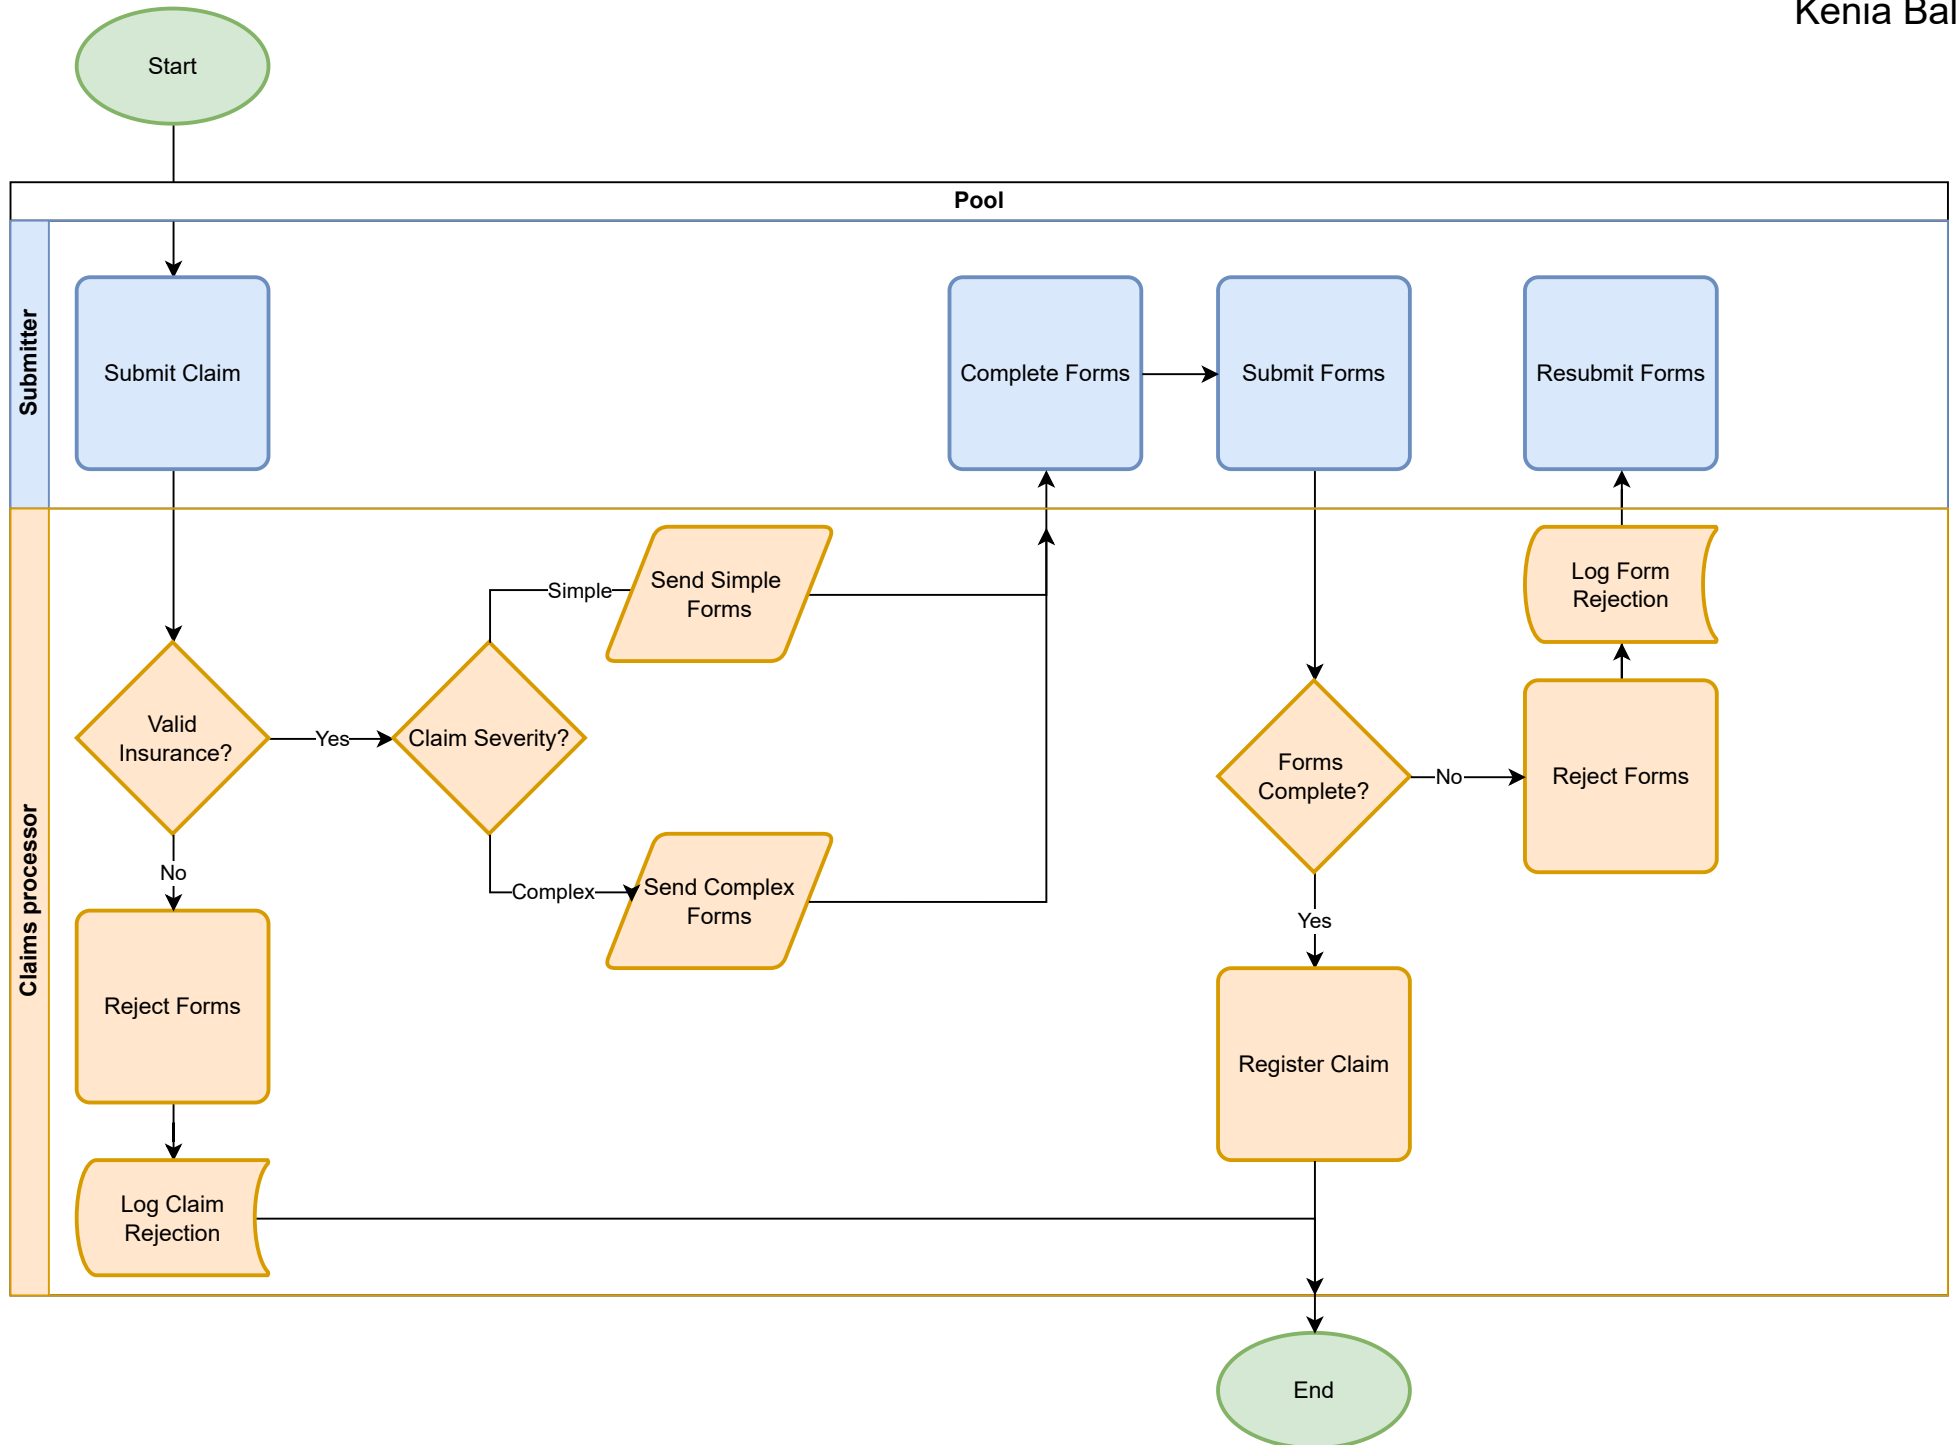 Kenia Bal
Start
Pool
Submitter
Submit Claim
Complete Forms
Submit Forms
Resubmit Forms
Claims processor
Valid
Insurance?
Yes
No
Claim Severity?
Simple
Send Simple
Forms
Complex
Send Complex
Forms
Reject Forms
Log Claim
Rejection
Forms
Complete?
No
Yes
Reject Forms
Log Form
Rejection
Register Claim
End